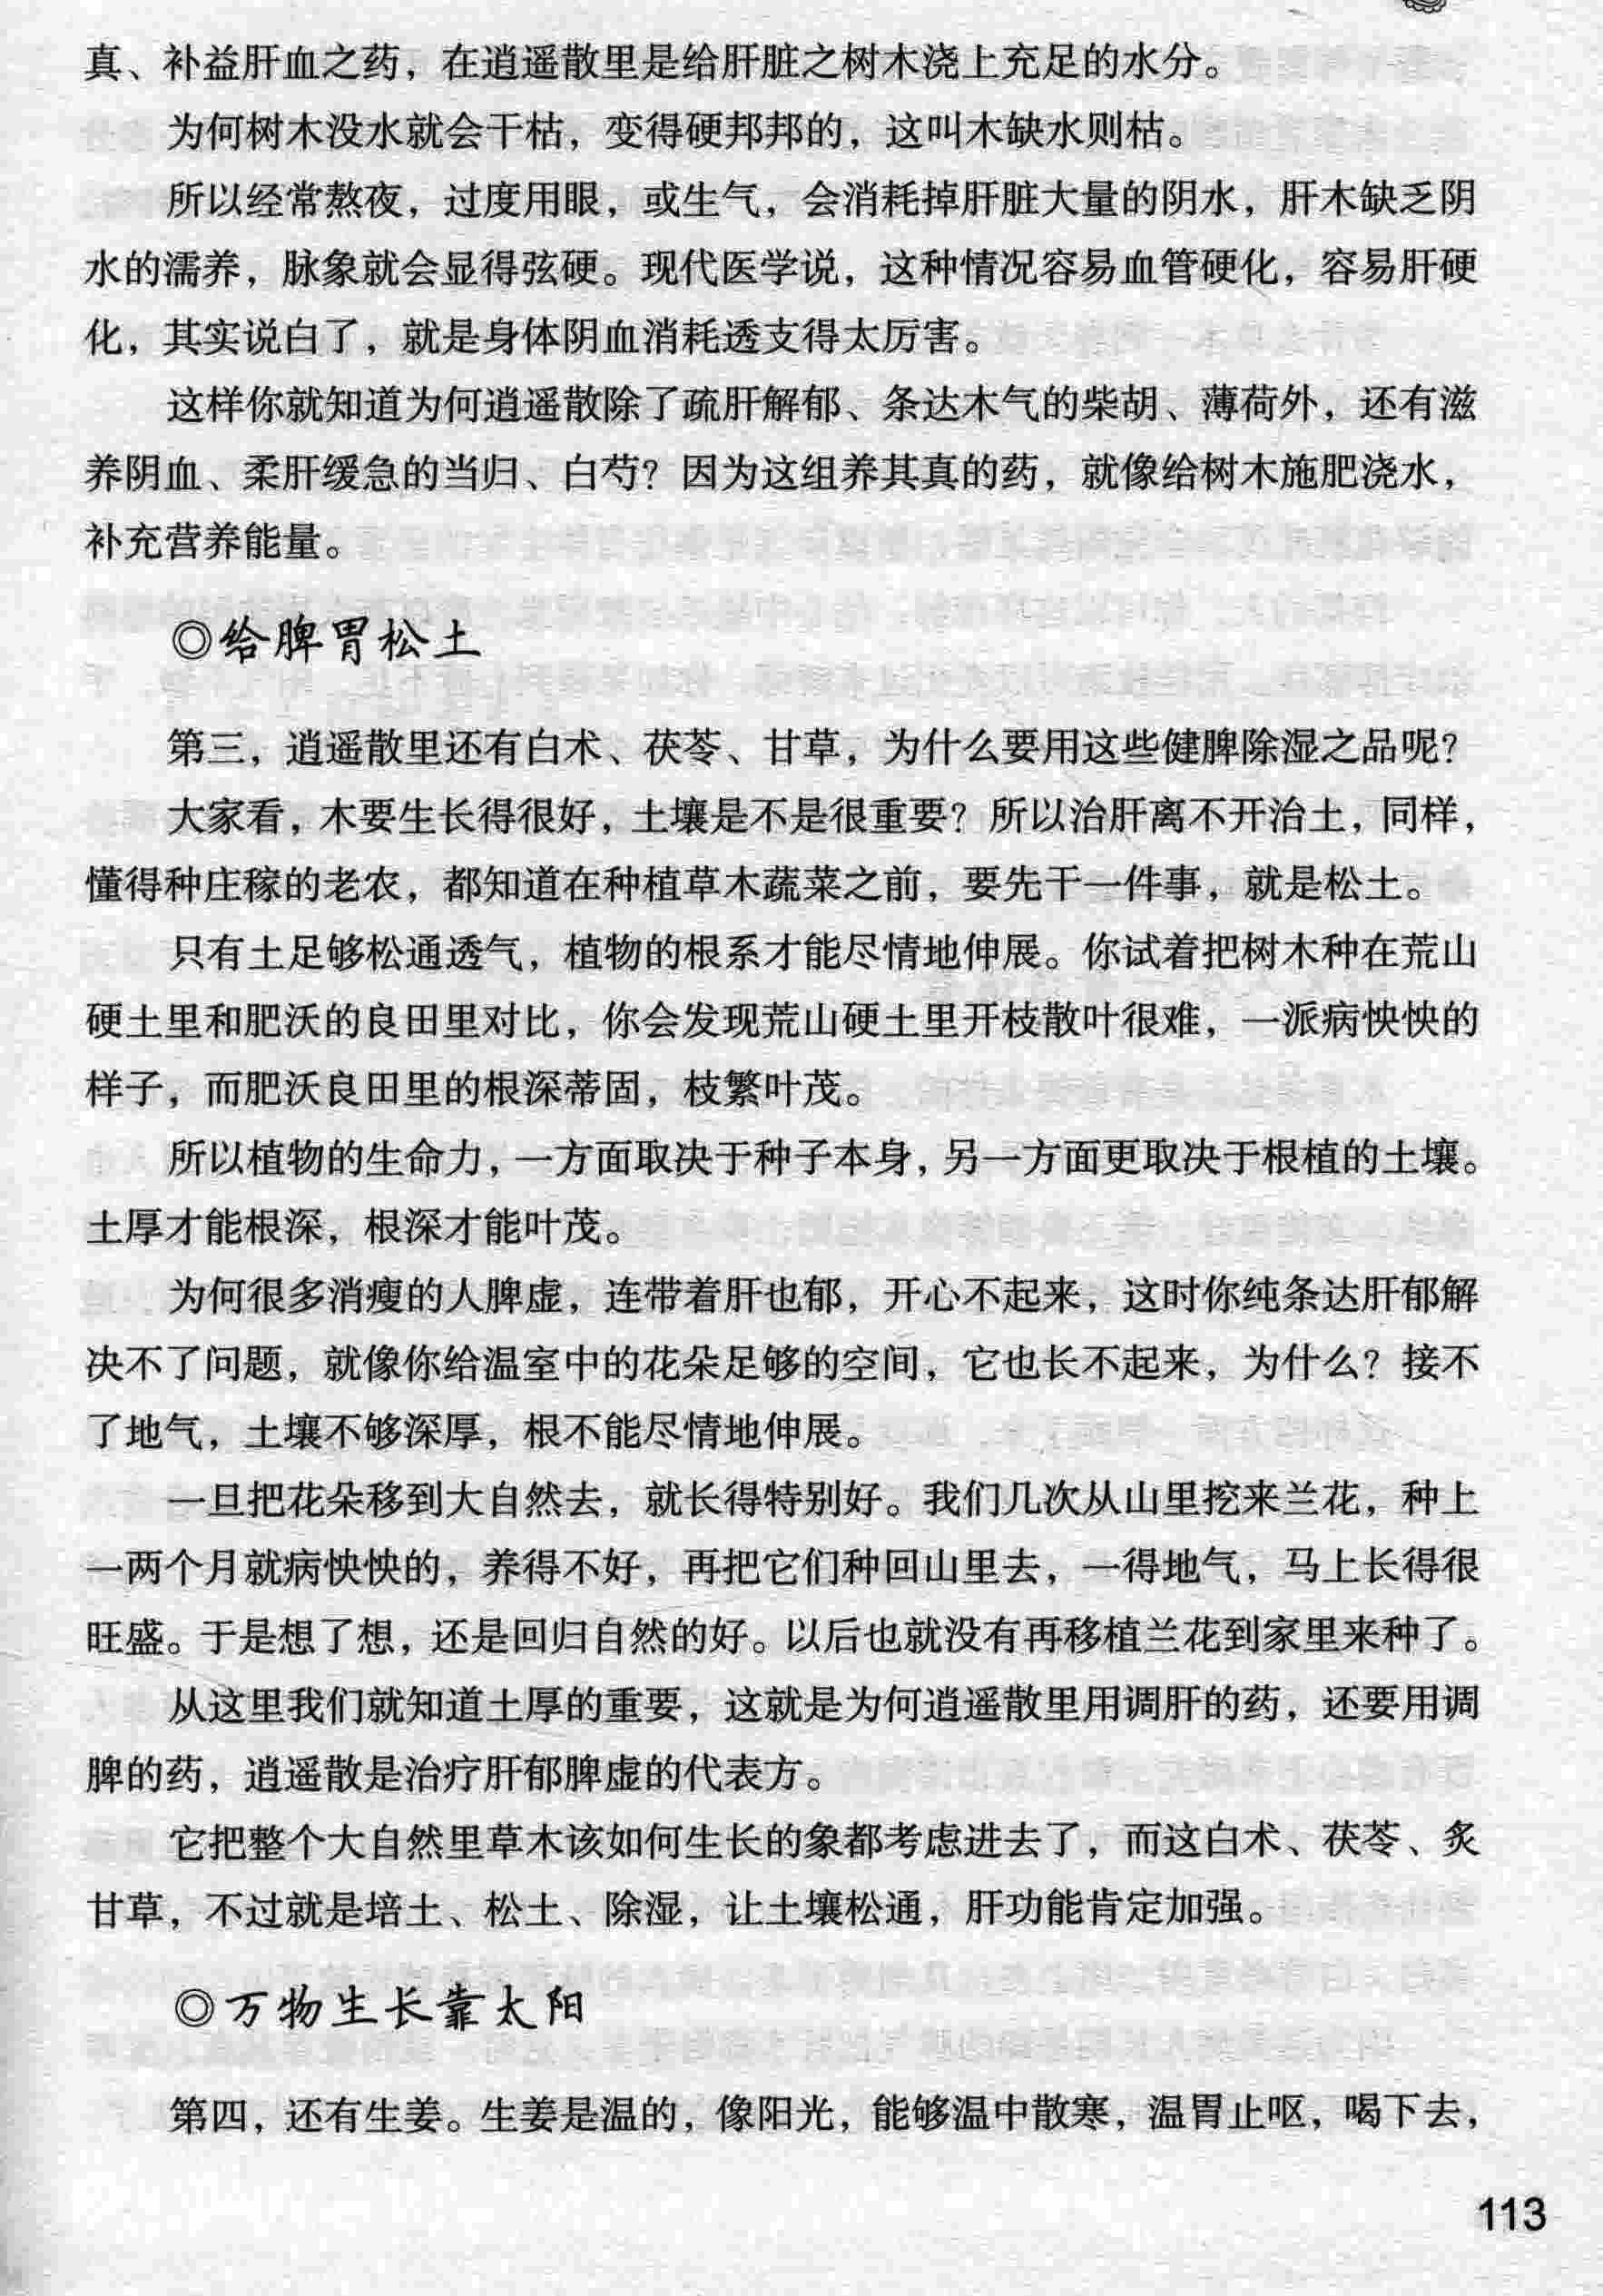 真、补益肝血之药，在逍遥散里是给肝脏之树木浇上充足的水分。
为何树木没水就会干枯，变得硬邦邦的，这叫木缺水则枯。
所以经常熬夜，过度用眼，或生气，会消耗掉肝脏大量的阴水，肝木缺乏阴
水的濡养，脉象就会显得弦硬。现代医学说，这种情况容易血管硬化，容易肝硬
化，其实说白了，就是身体阴血消耗透支得太厉害。
这样你就知道为何逍遥散除了疏肝解郁、条达木气的柴胡、薄荷外，还有滋
养阴血、柔肝缓急的当归、白芍？因为这组养其真的药，就像给树木施肥浇水，
补充营养能量。
◎给脾胃松土
第三，逍遥散里还有白术、茯苓、甘草，为什么要用这些健脾除湿之品呢？
大家看，木要生长得很好，土壤是不是很重要？所以治肝离不开治土，同样，
懂得种庄稼的老农，都知道在种植草木蔬菜之前，要先干一件事，就是松土。
只有土足够松通透气，植物的根系才能尽情地伸展。你试着把树木种在荒山
硬土里和肥沃的良田里对比，你会发现荒山硬土里开枝散叶很难，一派病怏怏的
样子，而肥沃良田里的根深蒂固，枝繁叶茂。
所以植物的生命力，一方面取决于种子本身，另一方面更取决于根植的土壤。
土厚才能根深，根深才能叶茂。
为何很多消瘦的人脾虚，连带着肝也郁，开心不起来，这时你纯条达肝郁解
决不了问题，就像你给温室中的花朵足够的空间，它也长不起来，为什么？接不
了地气，土壤不够深厚，根不能尽情地伸展。
一旦把花朵移到大自然去，就长得特别好。我们几次从山里挖来兰花，种上
一两个月就病怏怏的，养得不好，再把它们种回山里去，一得地气，马上长得很
旺盛。于是想了想，还是回归自然的好。以后也就没有再移植兰花到家里来种了。
从这里我们就知道土厚的重要，这就是为何逍遥散里用调肝的药，还要用调
脾的药，逍遥散是治疗肝郁脾虚的代表方。
它把整个大自然里草木该如何生长的象都考虑进去了，而这白术、茯苓、炙
甘草，不过就是培土、松土、除湿，让土壤松通，肝功能肯定加强。
◎万物生长靠太阳
第四，还有生姜。生姜是温的，像阳光，能够温中散寒，温胃止呕，喝下去，
113